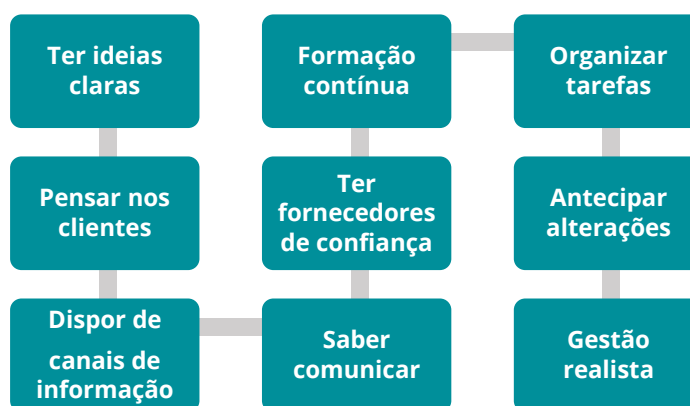 Ter ideias
claras
Pensar nos
clientes
Dispor de
canais de
informação
Saber
comunicar
Ter
fornecedores
de confiança
Formação
contínua
Organizar
tarefas
Antecipar
alterações
Gestão
realista